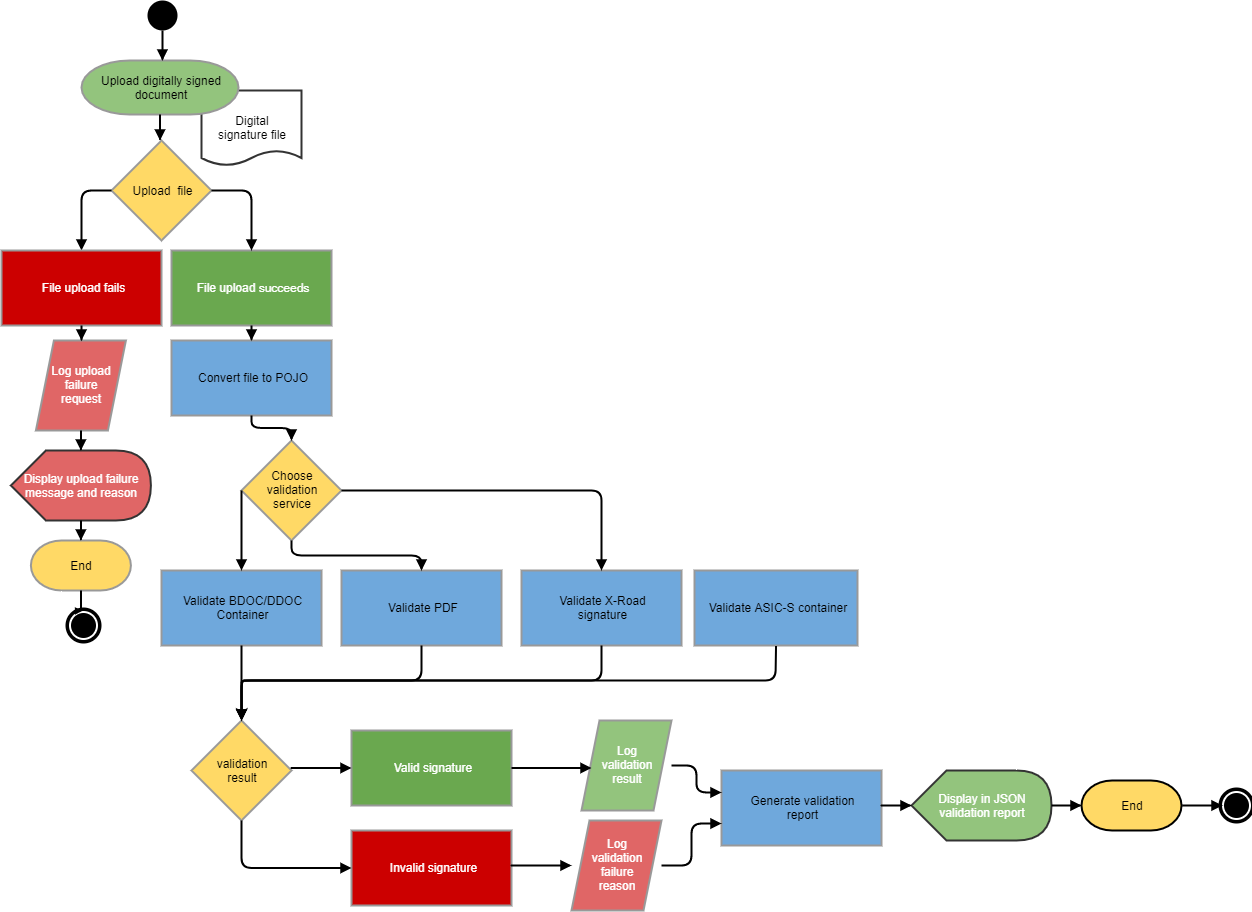 Upload digitally signed
document
Digital
signature file
Upload file
File upload fails
File upload succeeds
Log upload
failure
request
Convert file to POJO
Display upload failure
message and reason
Choose
validation
service
End
Validate BDOC/DDOC
Container
Validate PDF
Validate X-Road
signature
Validate ASIC-S container
validation
result
Valid signature
Log
validation
result
Generate validation
report
Display in JSON
validation report
End
Invalid signature
Log
validation
failure
reason